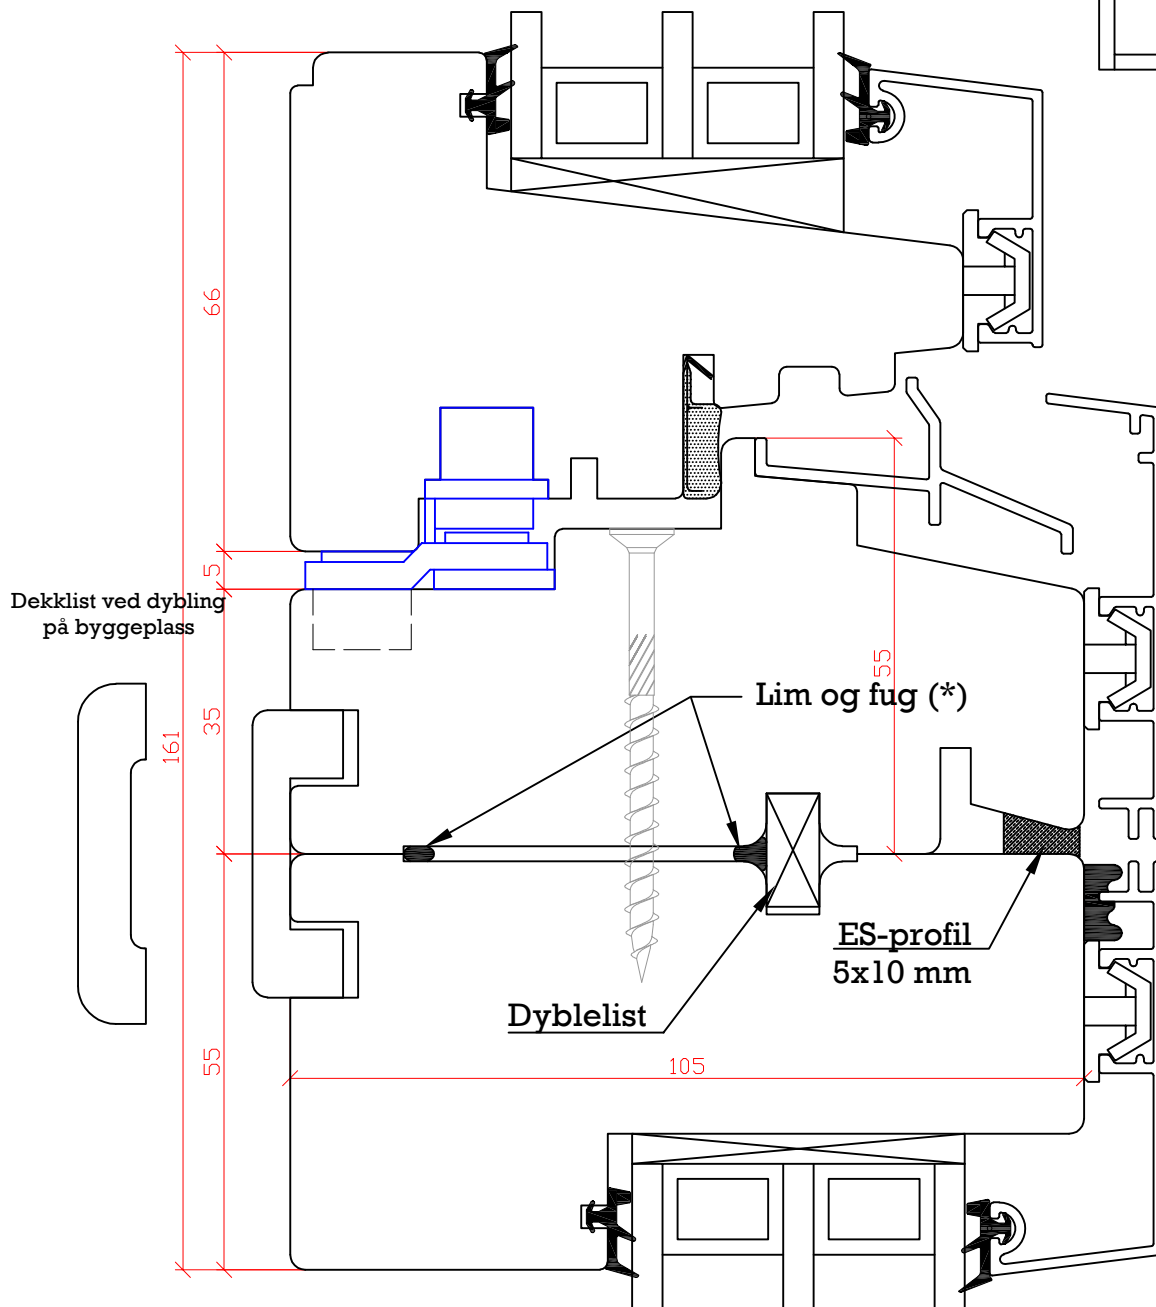 66
5
Dekklist ved dybling
på byggeplass
55
Lim og fug (*)
35
161
ES-profil
5x10 mm
Dyblelist
55
105